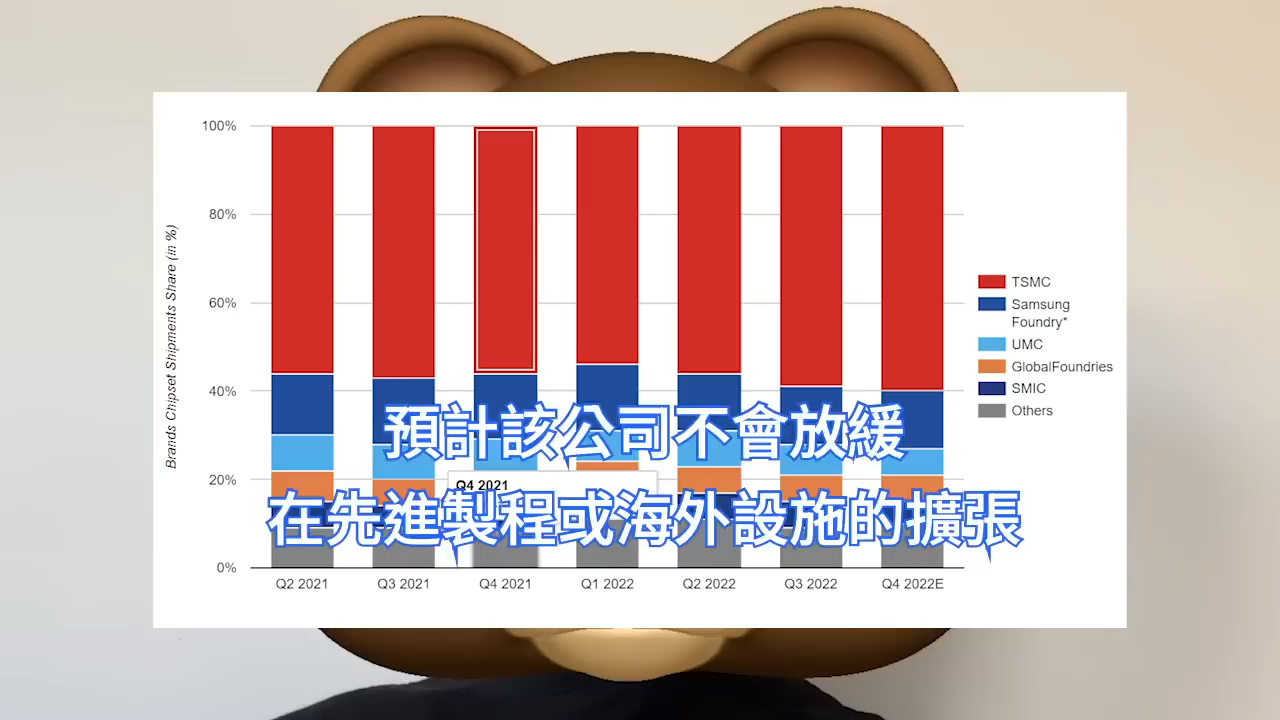 100%
80%
60%
40%
20%
0%
Brands Chipset Shipments Share (in %)
TSMC
Samsung
Foundry*
UMC
GlobalFoundries
SMIC
Others
預計該公司不會放緩
Q4 2021
在先進製程或海外設施的擴張
Q2 2021
Q3 2021
Q4 2021
Q1 2022
Q2 2022
Q3 2022
Q4 2022E